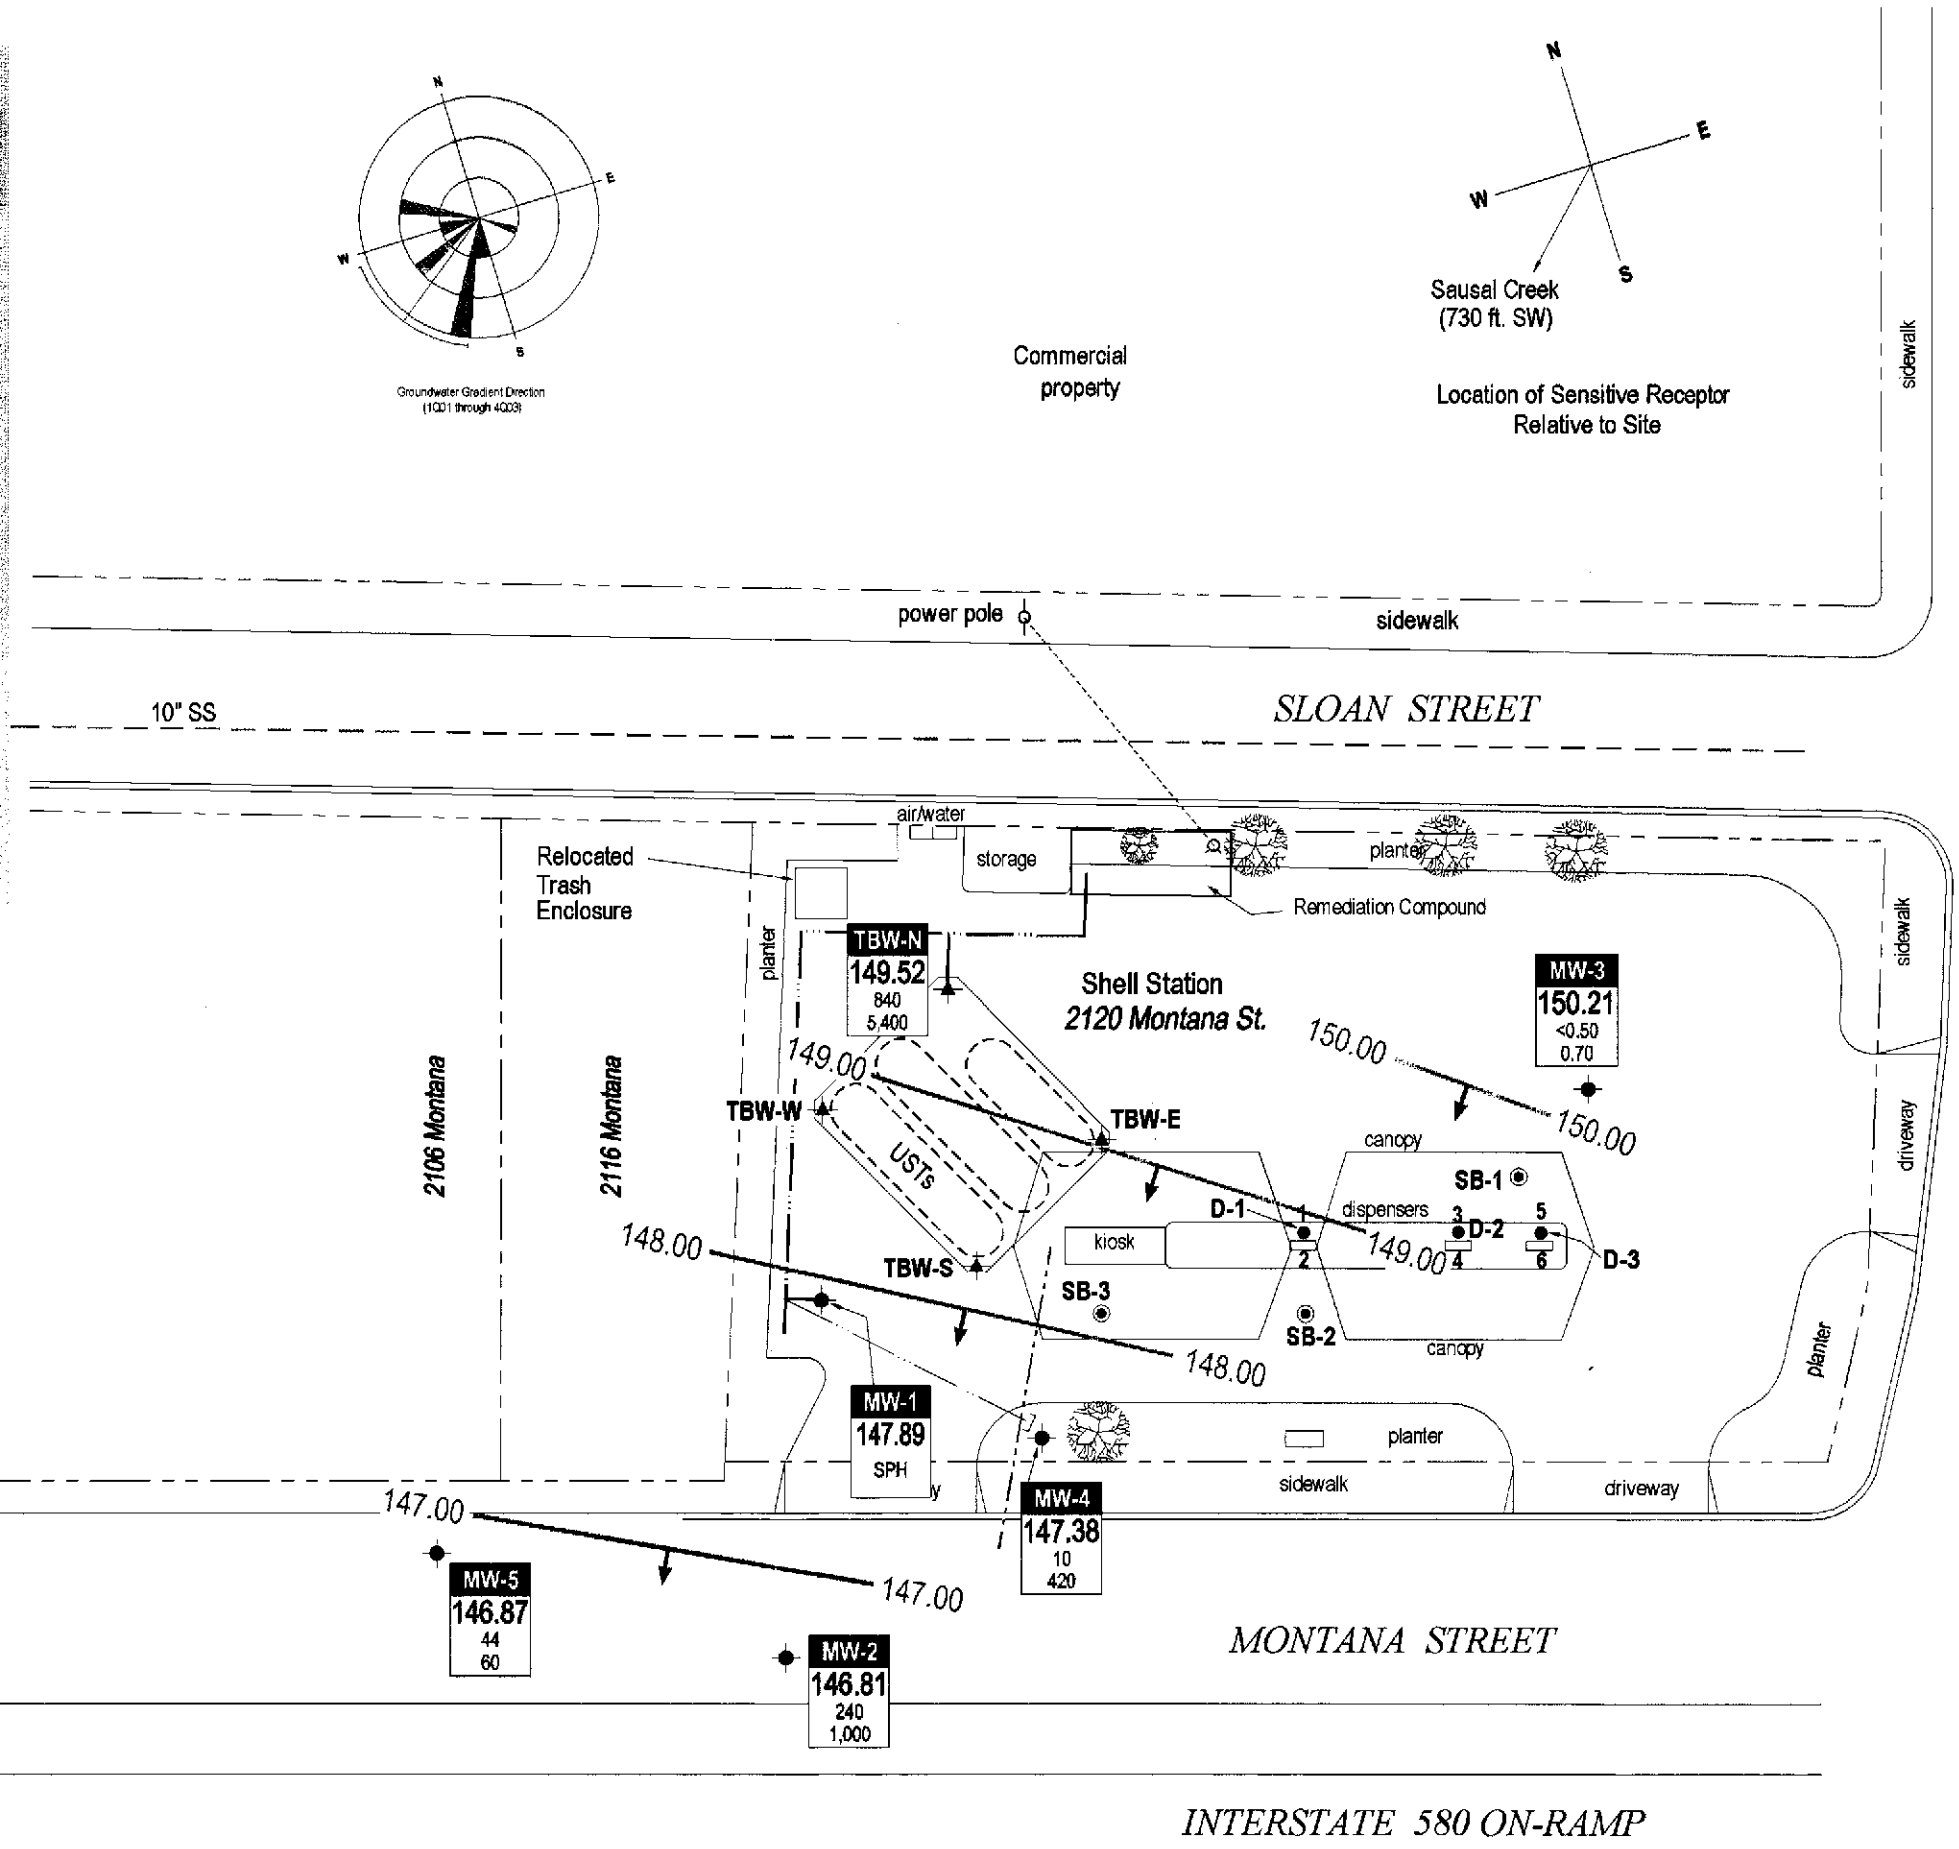 N
E
W
S
Groundwater Gradient Direction
(1Q01 through 4Q03)
Commercial
property
N
E
W
S
Sausal Creek
(730 ft. SW)
Location of Sensitive Receptor
Relative to Site
sidewalk
power pole
sidewalk
SLOAN STREET
10" SS
air/water
storage
planter
Relocated
Trash
Enclosure
Remediation Compound
planter
sidewalk
TBW-N
149.52
840
5,400
Shell Station
2120 Montana St.
MW-3
150.21
<0.50
0.70
150.00
150.00
149.00
2106 Montana
2116 Montana
TBW-W
TBW-E
USTs
canopy
driveway
SB-1
D-1
1
dispensers
3
D-2
5
kiosk
2
149.00
4
6
D-3
148.00
TBW-S
SB-3
SB-2
canopy
planter
148.00
MW-1
147.89
SPH
y
planter
sidewalk
driveway
147.00
MW-4
147.38
10
420
147.00
MW-5
146.87
44
60
MW-2
146.81
240
1,000
MONTANA STREET
INTERSTATE 580 ON-RAMP